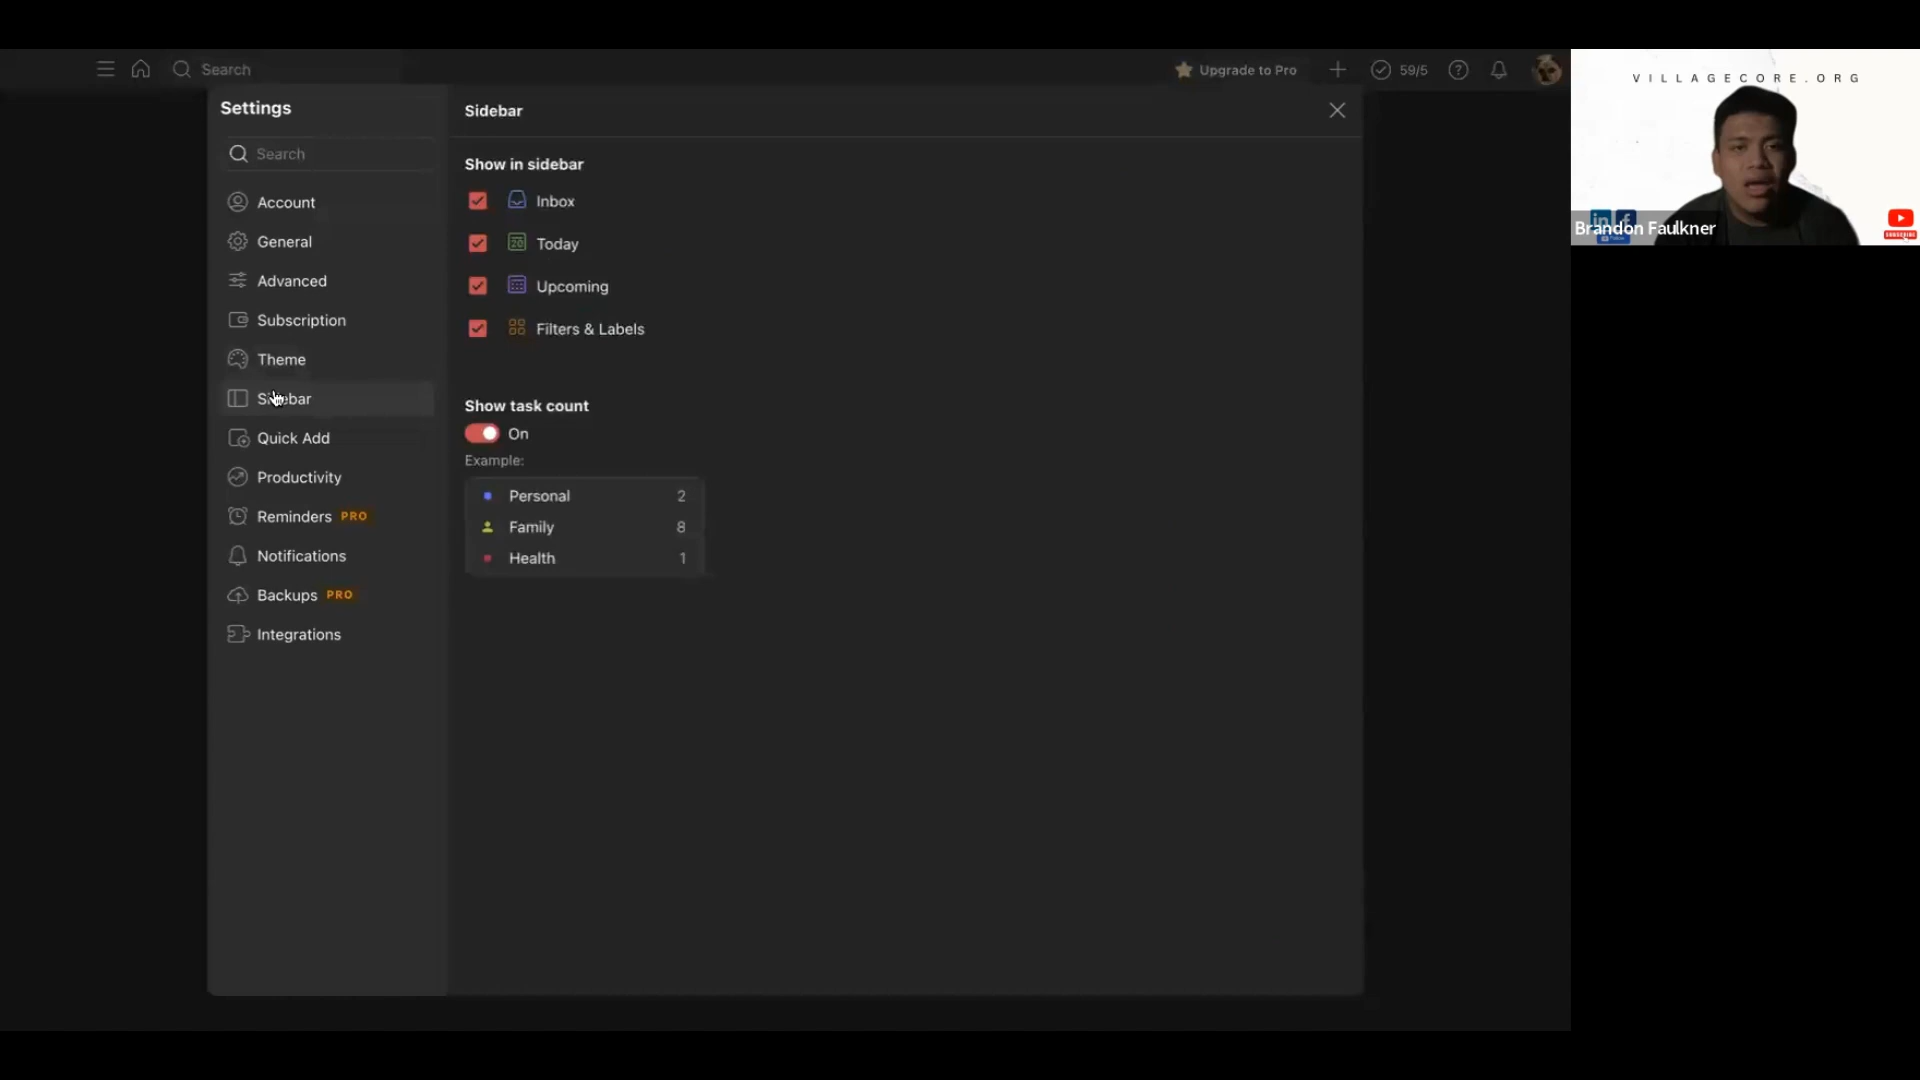 Search
Upgrade to Pro
59/5
VILLAGECORE.ORG
Brandon Faulkner
in f
Settings
Search
Account
General
Advanced
Subscription
Theme
Sidebar
Quick Add
Productivity
Reminders PRO
Notifications
Backups PRO
Integrations
Sidebar
Show in sidebar
Inbox
20 Today
Upcoming
Filters & Labels
Show task count
On
Example:
Personal 2
Family 8
Health 1